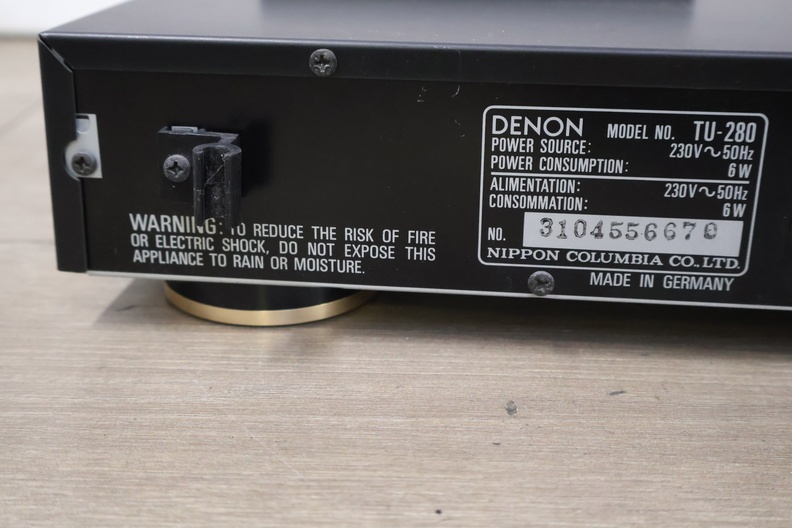 WARNING: TO REDUCE THE RISK OF FIRE
OR ELECTRIC SHOCK, DO NOT EXPOSE THIS
APPLIANCE TO RAIN OR MOISTURE.
DENON MODEL NO. TU-280
POWER SOURCE: 230V~50Hz
POWER CONSUMPTION: 6W
ALIMENTATION: 230V~50Hz
CONSOMMATION: 6W
NO. 3104556679
NIPPON COLUMBIA CO., LTD.
MADE IN GERMANY